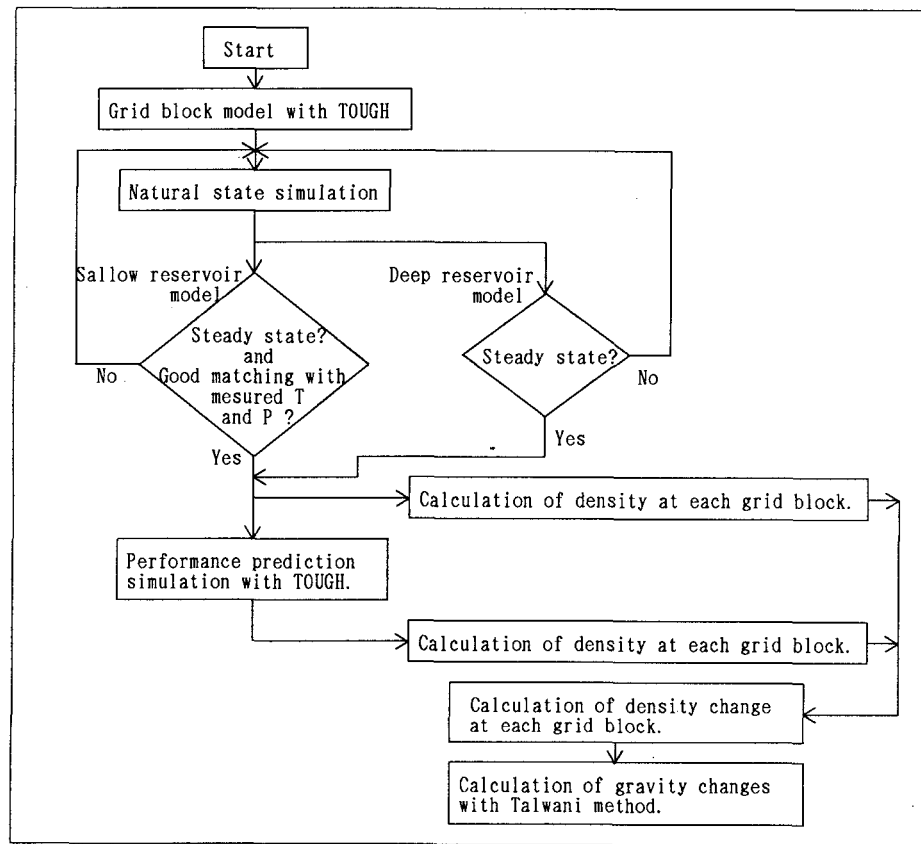 Start
Grid block model with TOUGH
Natural state simulation
Sallow reservoir
model
Deep reservoir
model
Steady state?
and
Good matching with
mesured T
and P ?
No
Steady state?
No
Yes
Yes
Calculation of density at each grid block.
Performance prediction
simulation with TOUGH.
Calculation of density at each grid block.
Calculation of density change
at each grid block.
Calculation of gravity changes
with Talwani method.